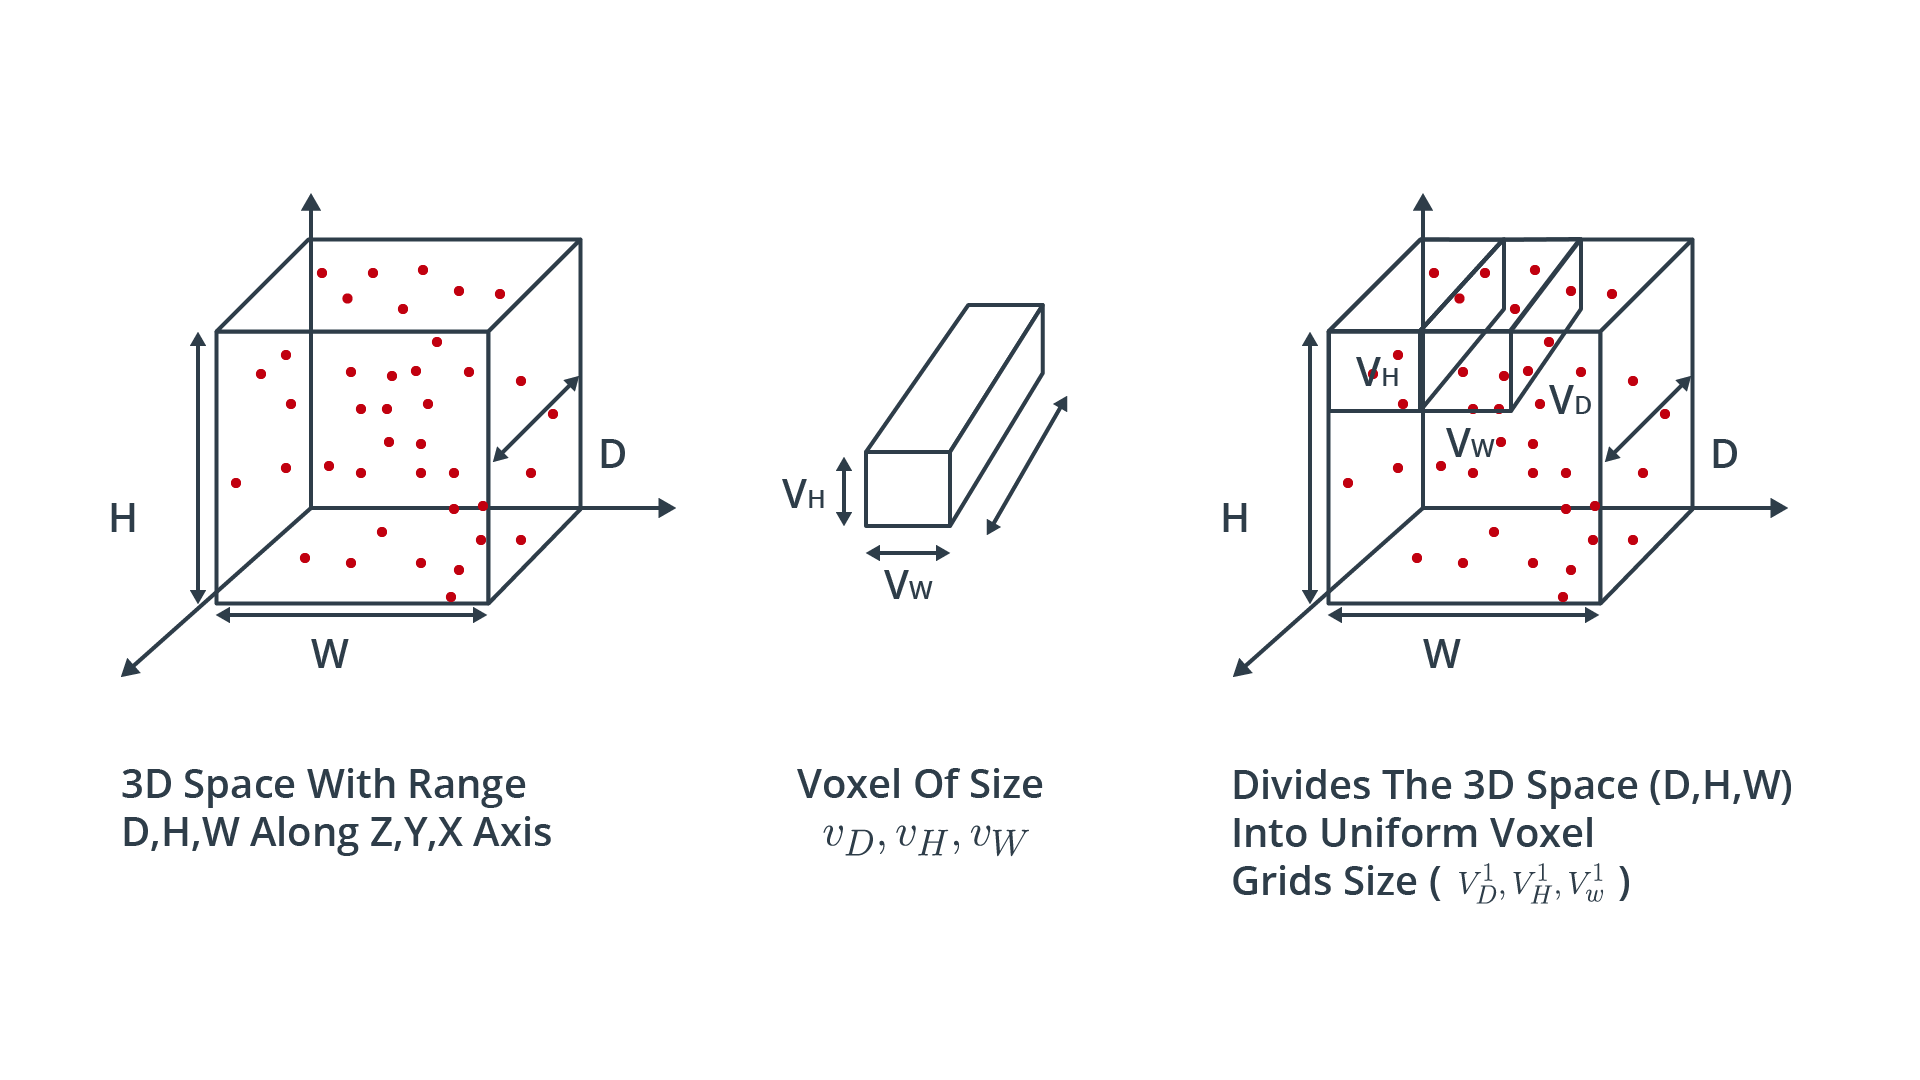 H
D
W
3D Space With Range
D,H,W Along Z,Y,X Axis
VH
VW
Voxel Of Size
v_D, v_H, v_W
VH
VD
VW
H
D
W
Divides The 3D Space (D,H,W)
Into Uniform Voxel
Grids Size ( V_D^1, V_H^1, V_w^1 )